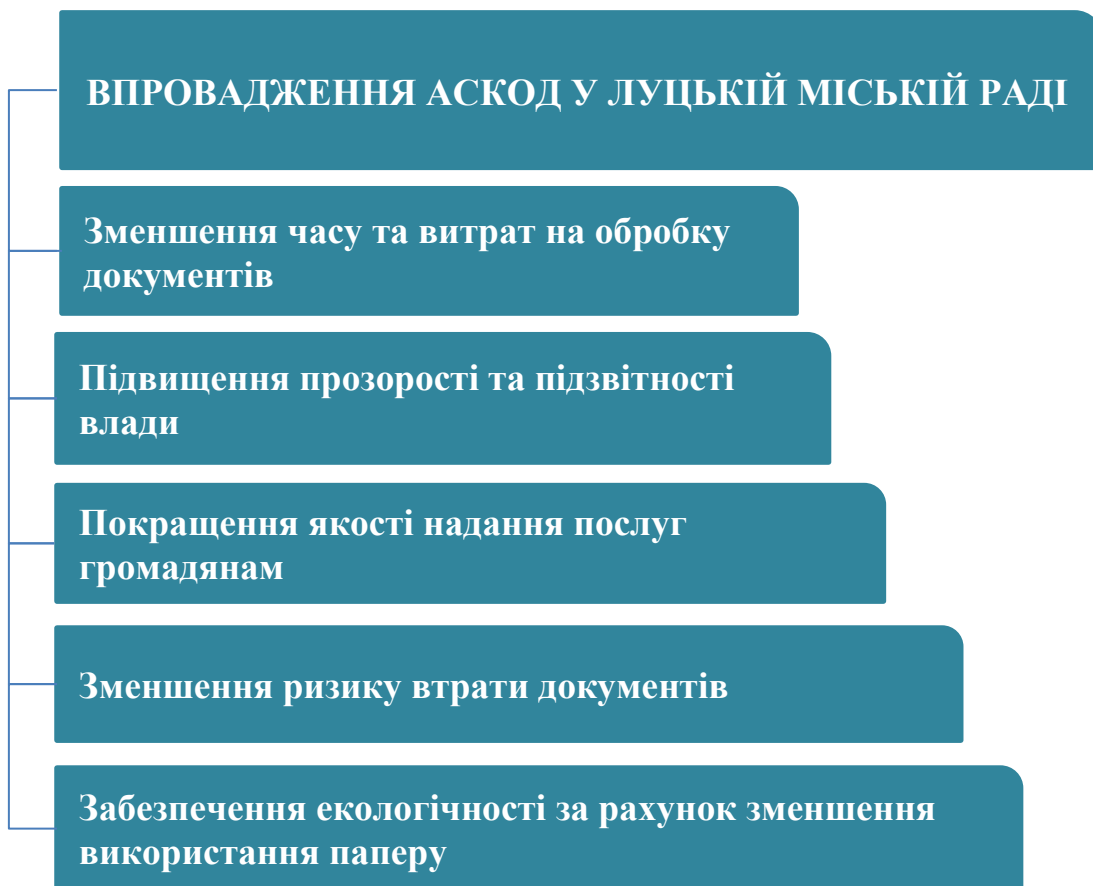 ВПРОВАДЖЕННЯ АСКОД У ЛУЦЬКІЙ МІСЬКІЙ РАДІ
Зменшення часу та витрат на обробку
документів
Підвищення прозорості та підзвітності
влади
Покращення якості надання послуг
громадянам
Зменшення ризику втрати документів
Забезпечення екологічності за рахунок зменшення
використання паперу